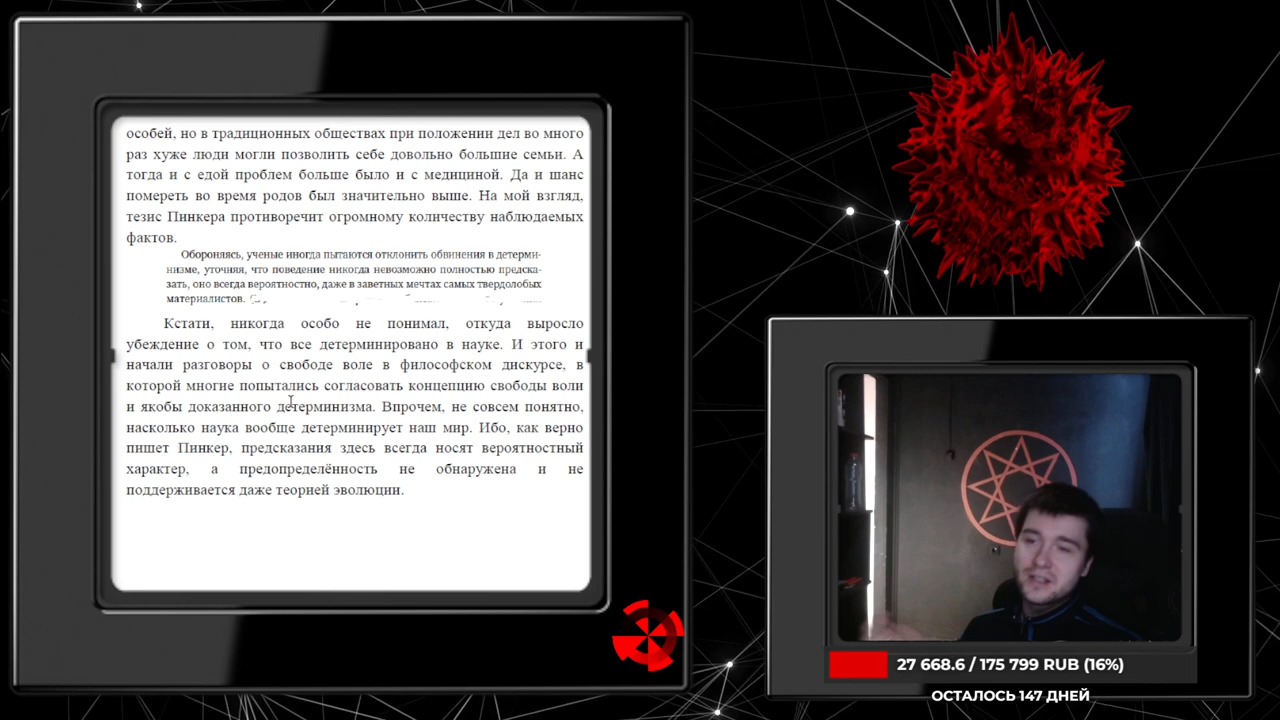 особей, но в традиционных обществах при положении дел во много
раз хуже люди могли позволить себе довольно большие семьи. А
тогда и с едой проблем больше было и с медициной. Да и шанс
помереть во время родов был значительно выше. На мой взгляд,
тезис Пинкера противоречит огромному количеству наблюдаемых
фактов.
Обороняясь, ученые иногда пытаются отклонить обвинения в детерми-
низме, уточняя, что поведение никогда невозможно полностью предска-
зать, оно всегда вероятностно, даже в заветных мечтах самых твердолобых
материалистов.
Кстати, никогда особо не понимал, откуда выросло
убеждение о том, что все детерминировано в науке. И этого и
начали разговоры о свободе воле в философском дискурсе, в
которой многие попытались согласовать концепцию свободы воли
и якобы доказанного детерминизма. Впрочем, не совсем понятно,
насколько наука вообще детерминирует наш мир. Ибо, как верно
пишет Пинкер, предсказания здесь всегда носят вероятностный
характер, а предопределённость не обнаружена и не
поддерживается даже теорией эволюции.
27 668.6 / 175 799 RUB (16%)
ОСТАЛОСЬ 147 ДНЕЙ